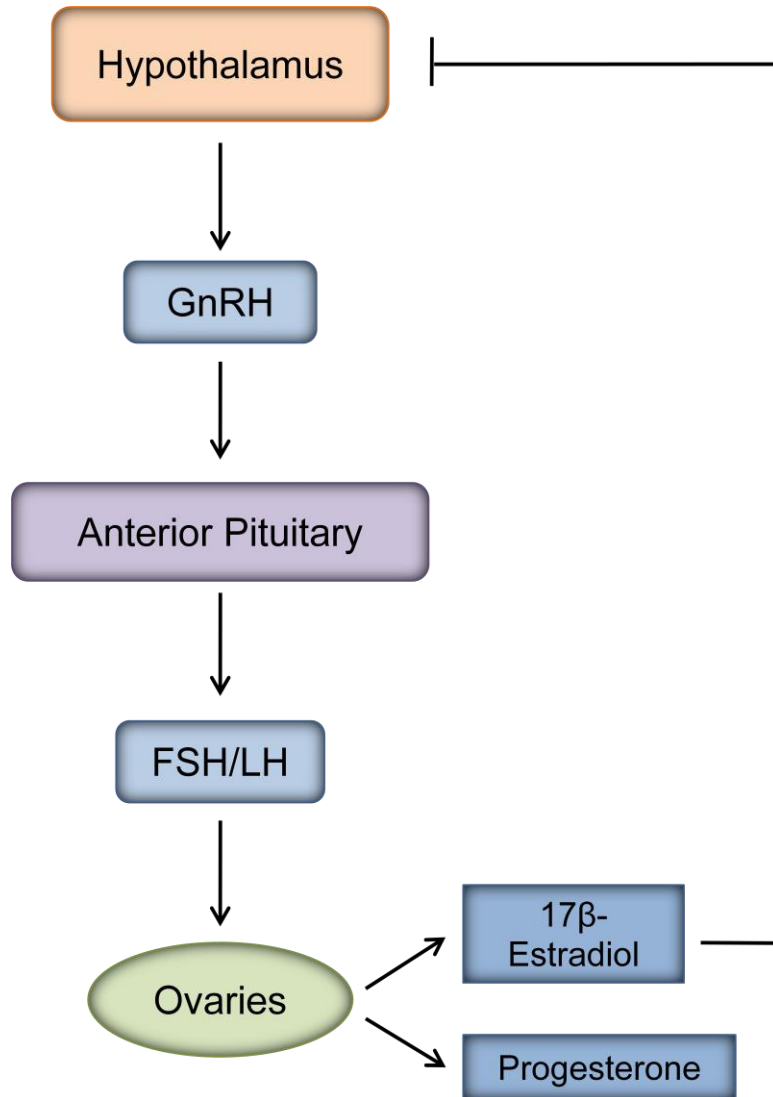 Hypothalamus
GnRH
Anterior Pituitary
FSH/LH
Ovaries
17β-
Estradiol
Progesterone